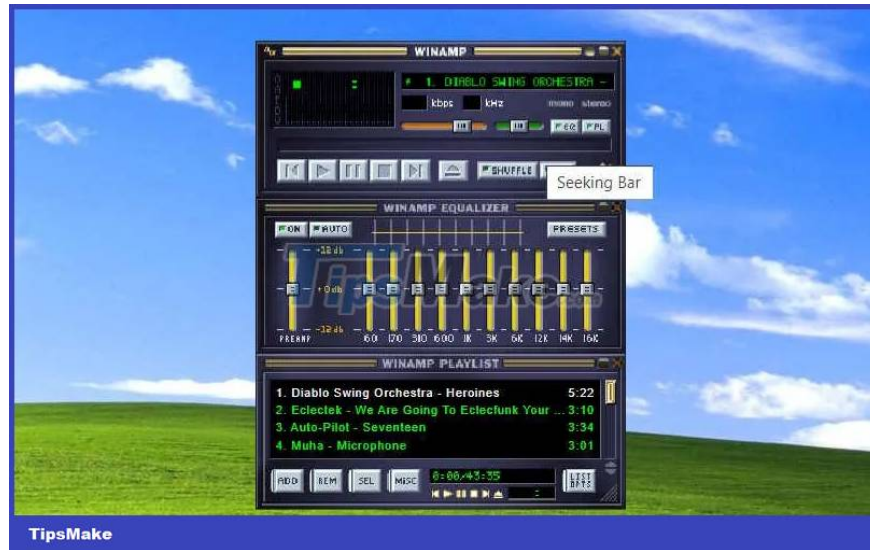 WINAMP
1. DIABLO SWING ORCHESTRA -
kbps kHz mono stereo
EQ PL
SHUFFLE
Seeking Bar
WINAMP EQUALIZER
ON AUTO PRESETS
+12 db
+0 db
-12 db
PREAMP 60 170 310 600 1K 3K 6K 12K 14K 16K
TipsMake.com
WINAMP PLAYLIST
1. Diablo Swing Orchestra - Heroines 5:22
2. Eclectek - We Are Going To Eclecfunk Your ... 3:10
3. Auto-Pilot - Seventeen 3:34
4. Muha - Microphone 3:01
ADD REM SEL MISC 0:00/43:35 LIST OPTS
TipsMake